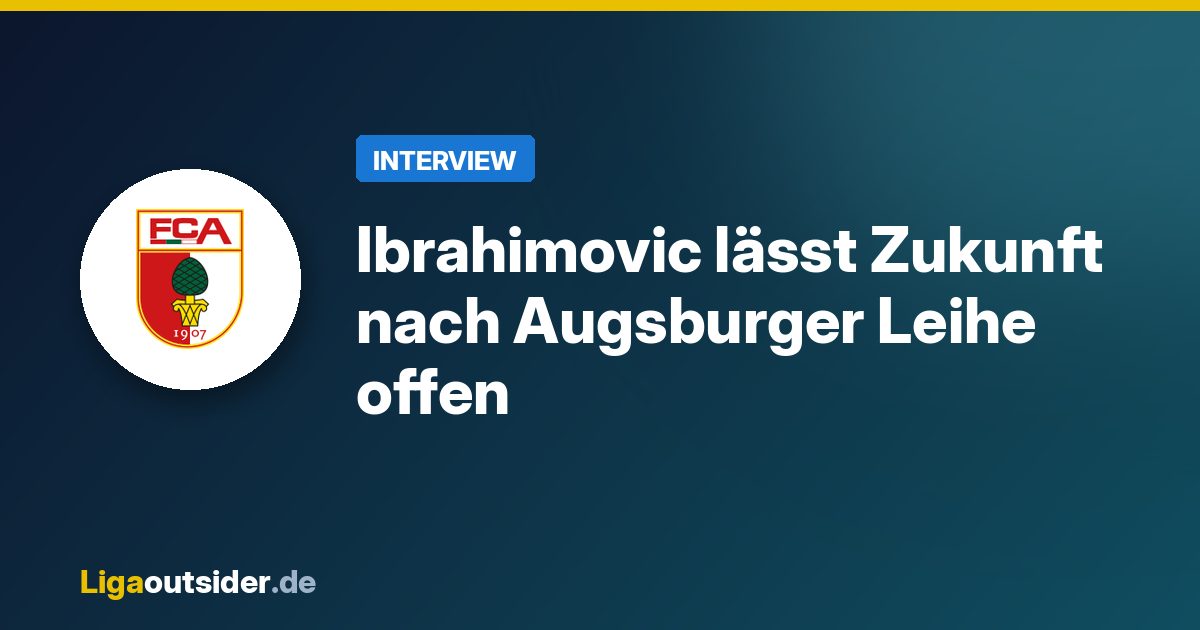 INTERVIEW
Ibrahimovic lässt Zukunft
nach Augsburger Leihe
offen
FCA
1907
Ligaoutsider.de